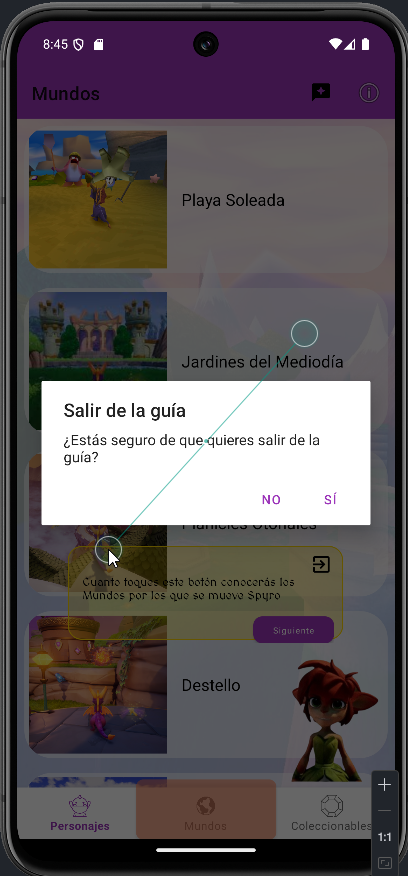 8:45
Mundos
Playa Soleada
Jardines del Mediodía
Salir de la guía
¿Estás seguro de que quieres salir de la
guía?
NO
SÍ
Planicies Otoñales
Cuando toques este botón conocerás los
Mundos por los que se mueve Spyro
Siguiente
Destello
Personajes
Mundos
Coleccionables
1:1